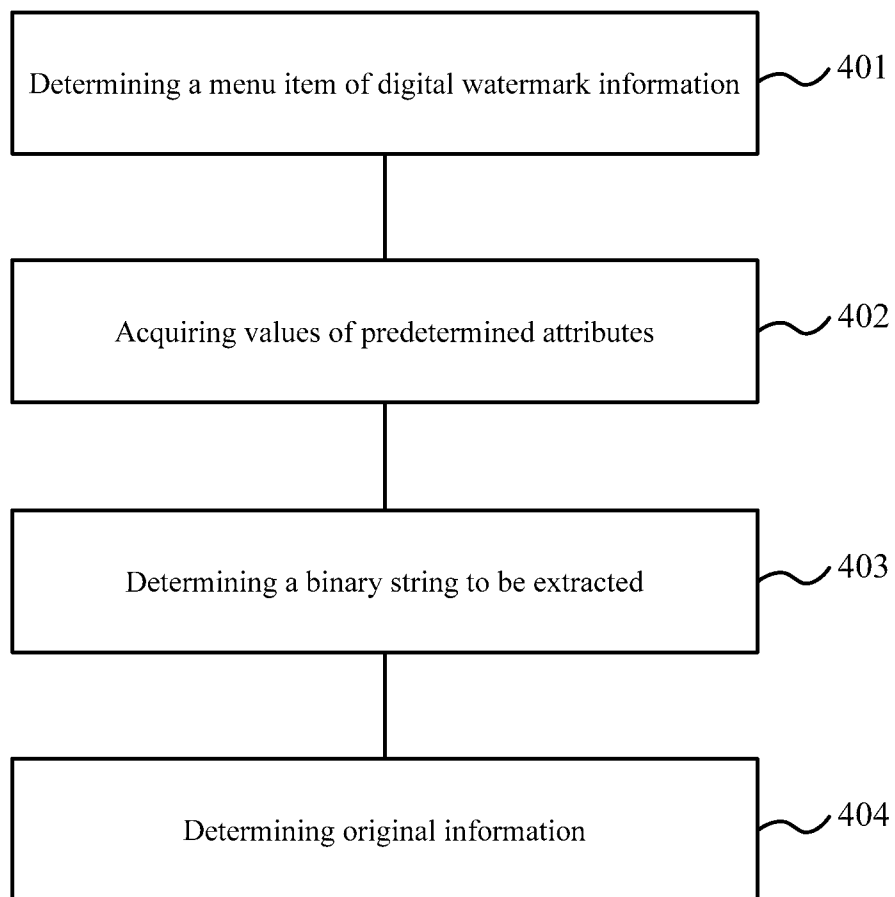 Determining a menu item of digital watermark information
401
Acquiring values of predetermined attributes
402
Determining a binary string to be extracted
403
Determining original information
404